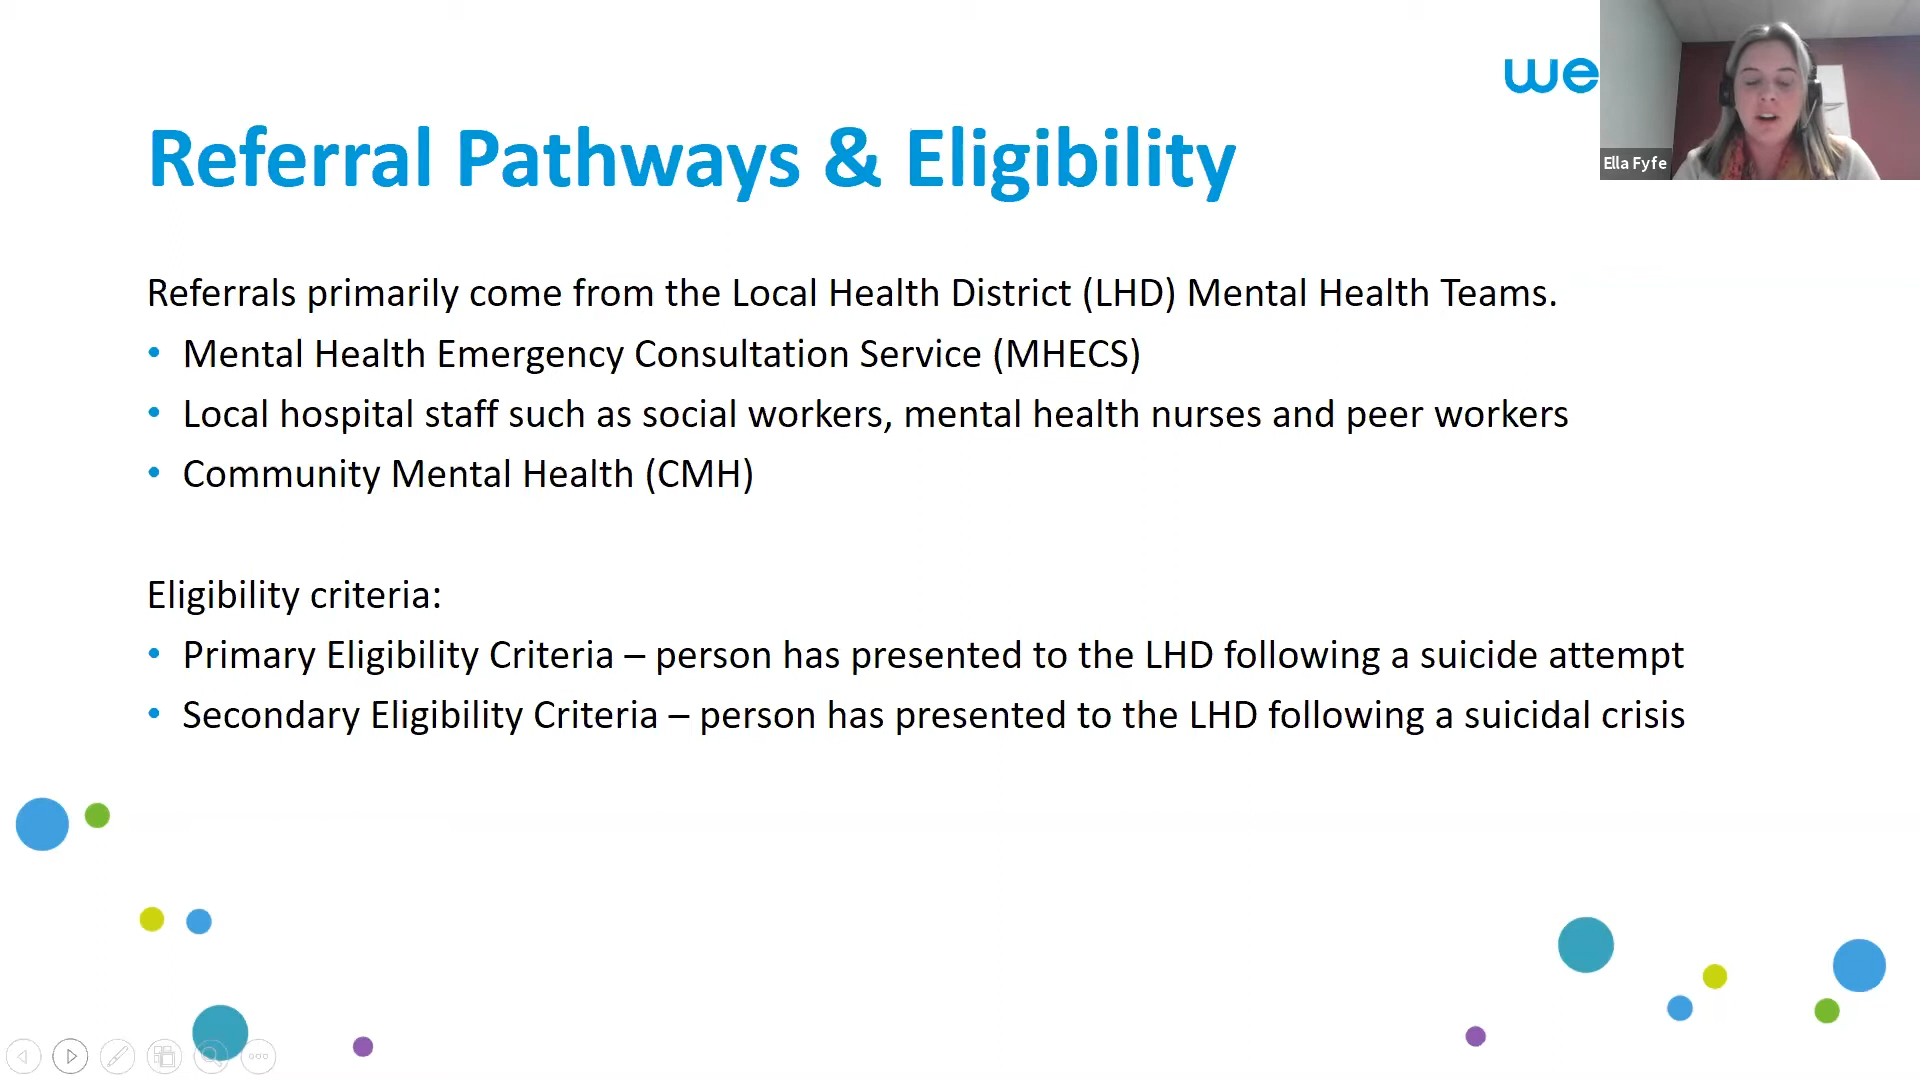 we
Ella Fyfe
Referral Pathways & Eligibility
Referrals primarily come from the Local Health District (LHD) Mental Health Teams.
• Mental Health Emergency Consultation Service (MHECS)
• Local hospital staff such as social workers, mental health nurses and peer workers
• Community Mental Health (CMH)
Eligibility criteria:
• Primary Eligibility Criteria – person has presented to the LHD following a suicide attempt
• Secondary Eligibility Criteria – person has presented to the LHD following a suicidal crisis